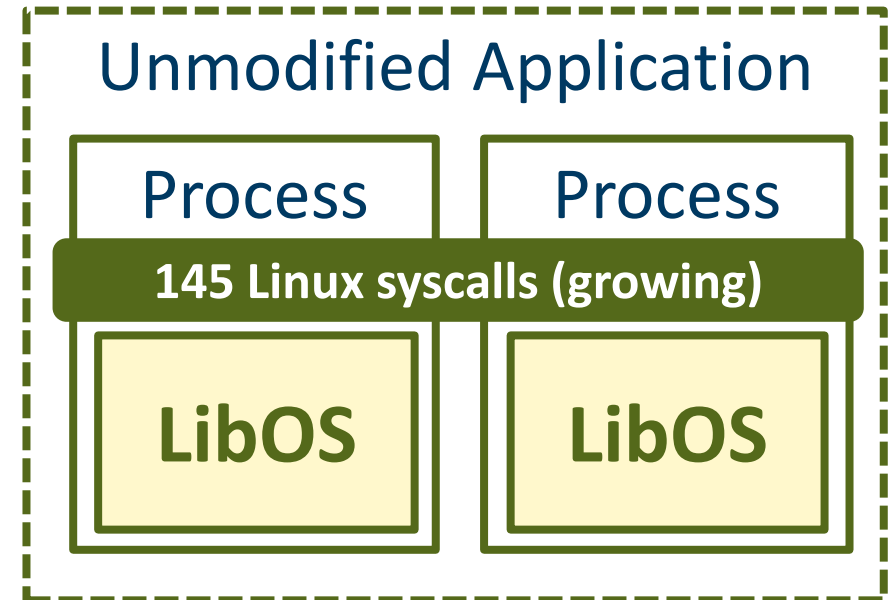 Unmodified Application
Process Process
145 Linux syscalls (growing)
LibOS LibOS